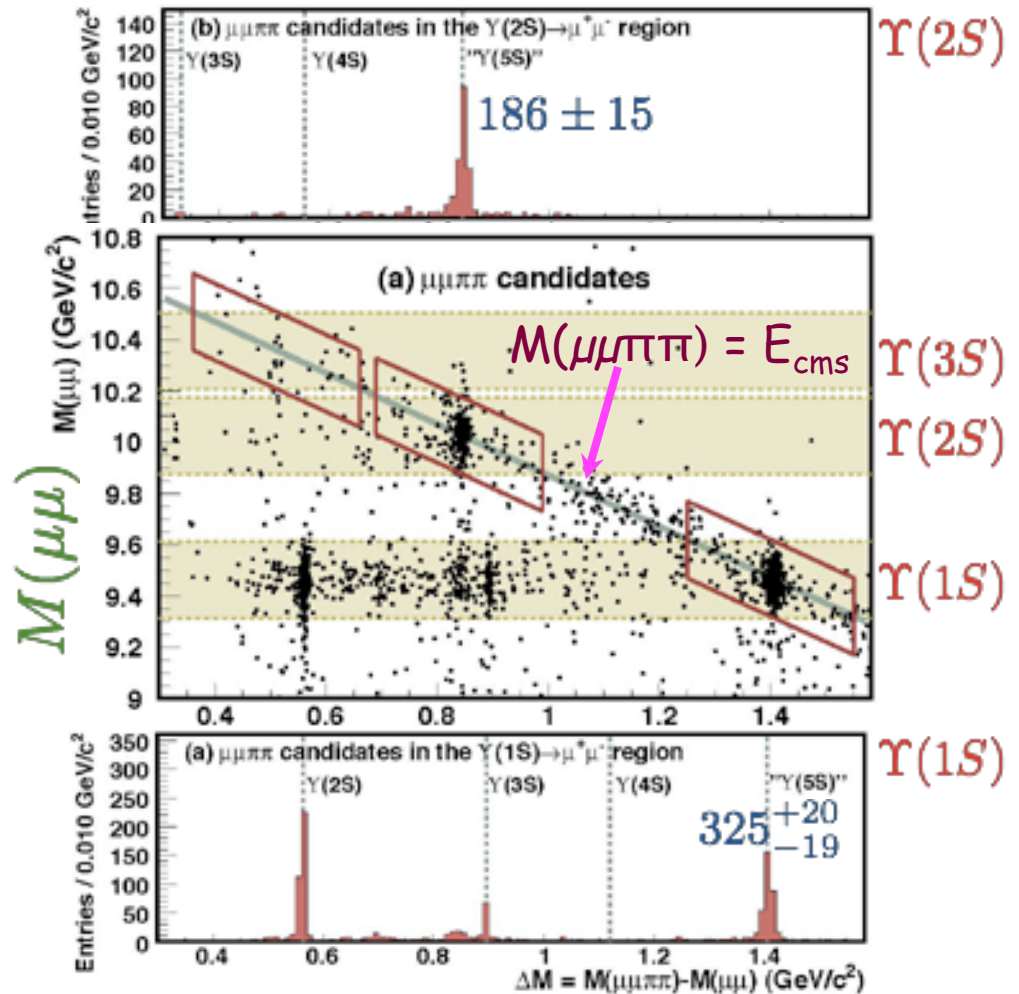 (b) μμππ candidates in the Υ(2S)→μ⁺μ⁻ region
Υ(3S) Υ(4S) "Υ(5S)"
186 ± 15
Υ(2S)
Entries / 0.010 GeV/c²
140
120
100
80
60
40
20
0
(a) μμππ candidates
M(μμππ) = E_cms
M(μμ) (GeV/c²)
M(μμ)
10.8
10.6
10.4
10.2
10
9.8
9.6
9.4
9.2
9
Υ(3S)
Υ(2S)
Υ(1S)
0.4 0.6 0.8 1 1.2 1.4
(a) μμππ candidates in the Υ(1S)→μ⁺μ⁻ region
Υ(2S) Υ(3S) Υ(4S) "Υ(5S)"
325 +20 −19
Υ(1S)
Entries / 0.010 GeV/c²
350
300
250
200
150
100
50
0
0.4 0.6 0.8 1 1.2 1.4
ΔM = M(μμππ)-M(μμ) (GeV/c²)